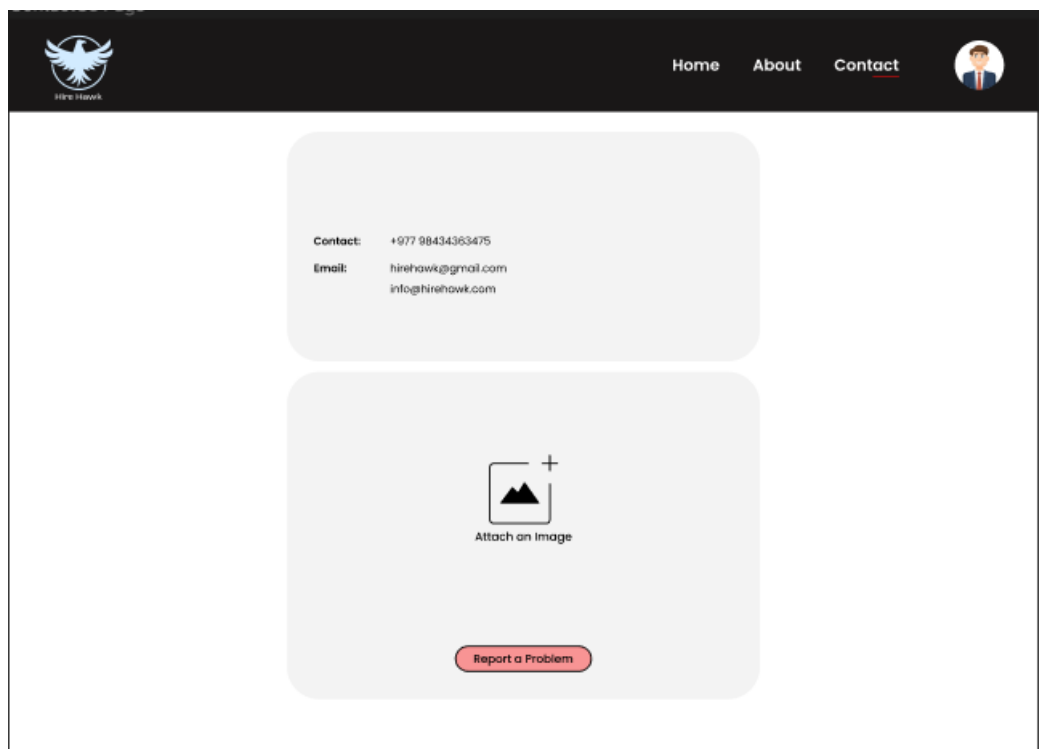 Hire Hawk
Home About Contact
Contact: +977 98434363475
Email: hirehawk@gmail.com
info@hirehawk.com
Attach an Image
Report a Problem